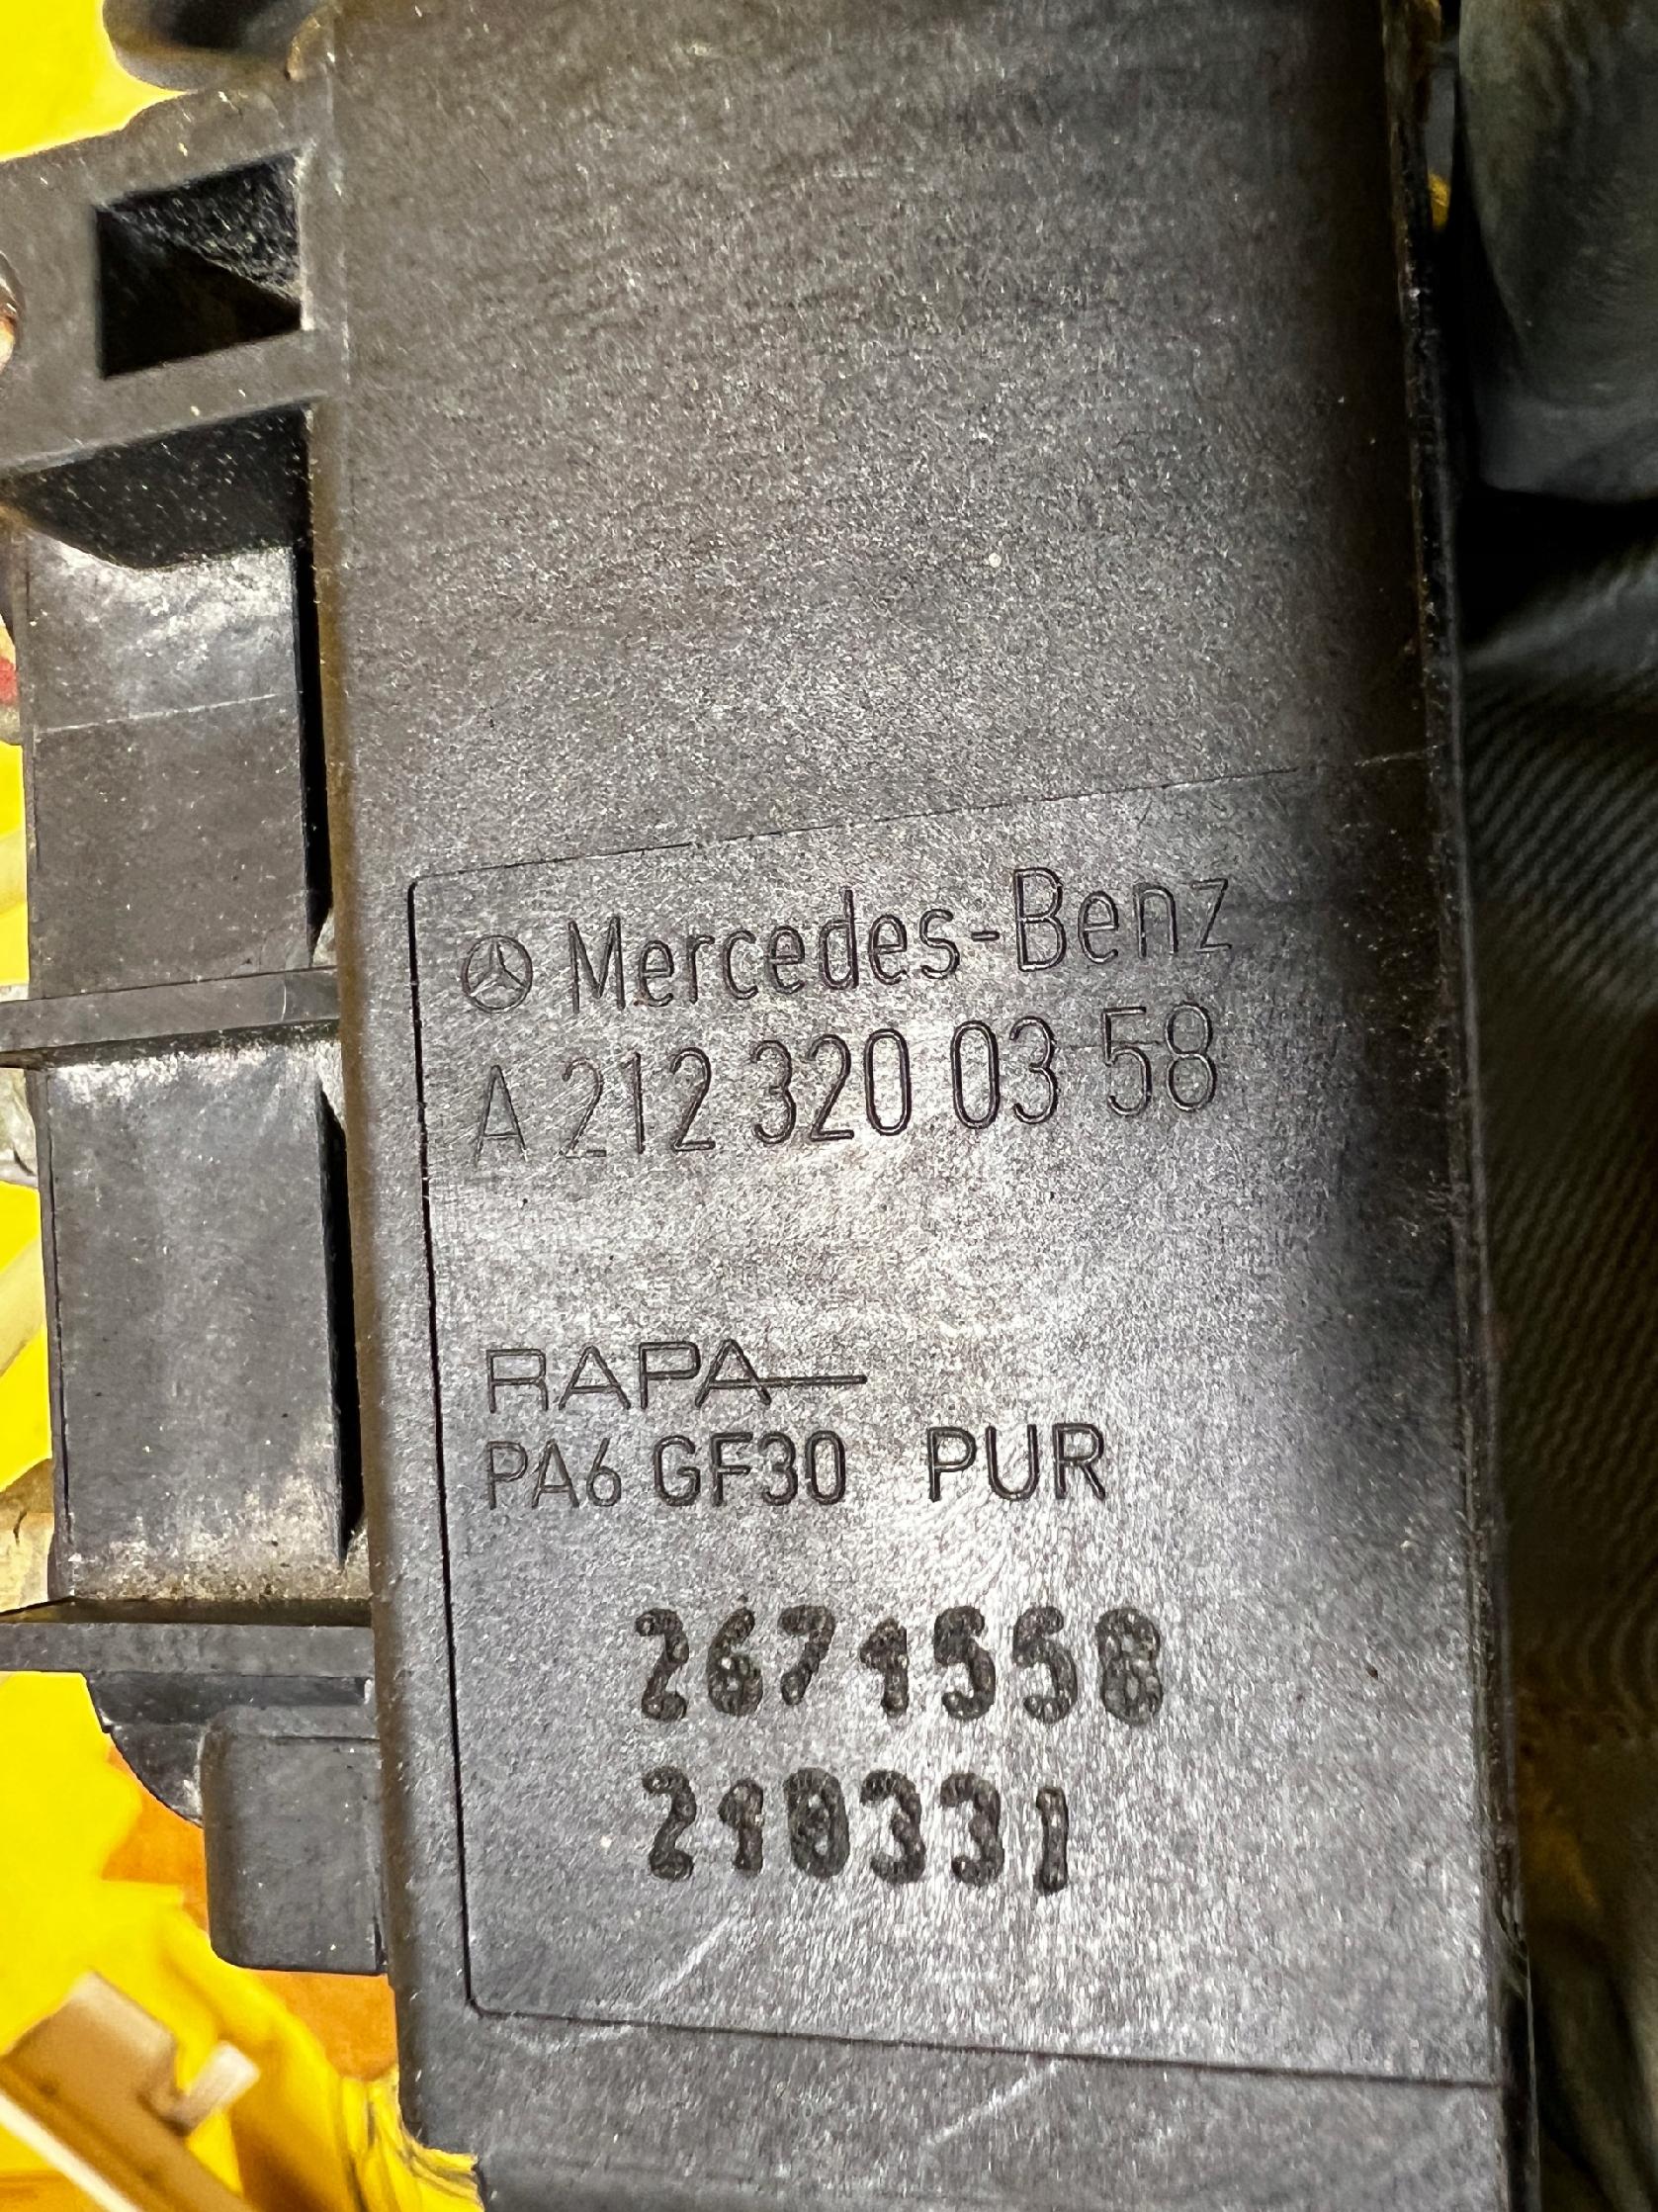 Mercedes-Benz
A 212 320 03 58
RAPA
PA6 GF30 PUR
2671558
210331